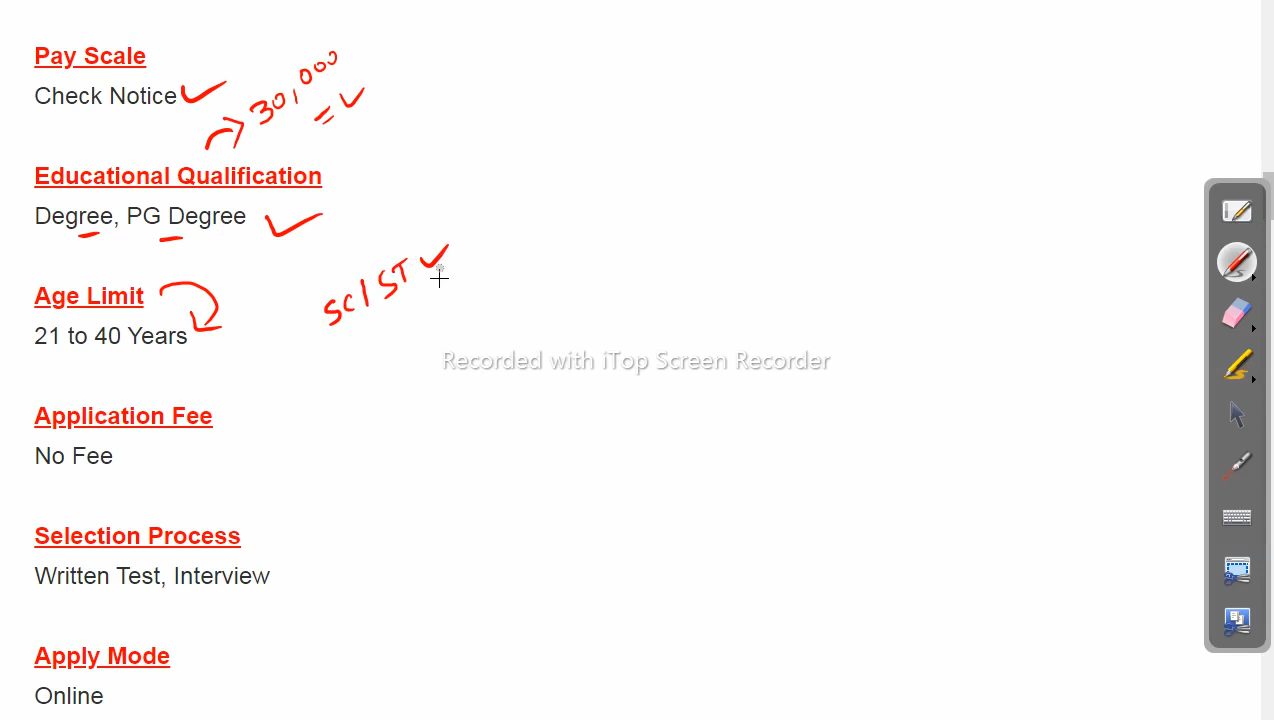 Pay Scale
Check Notice
30,000
Educational Qualification
Degree, PG Degree
SC/ST
Age Limit
21 to 40 Years
Recorded with iTop Screen Recorder
Application Fee
No Fee
Selection Process
Written Test, Interview
Apply Mode
Online